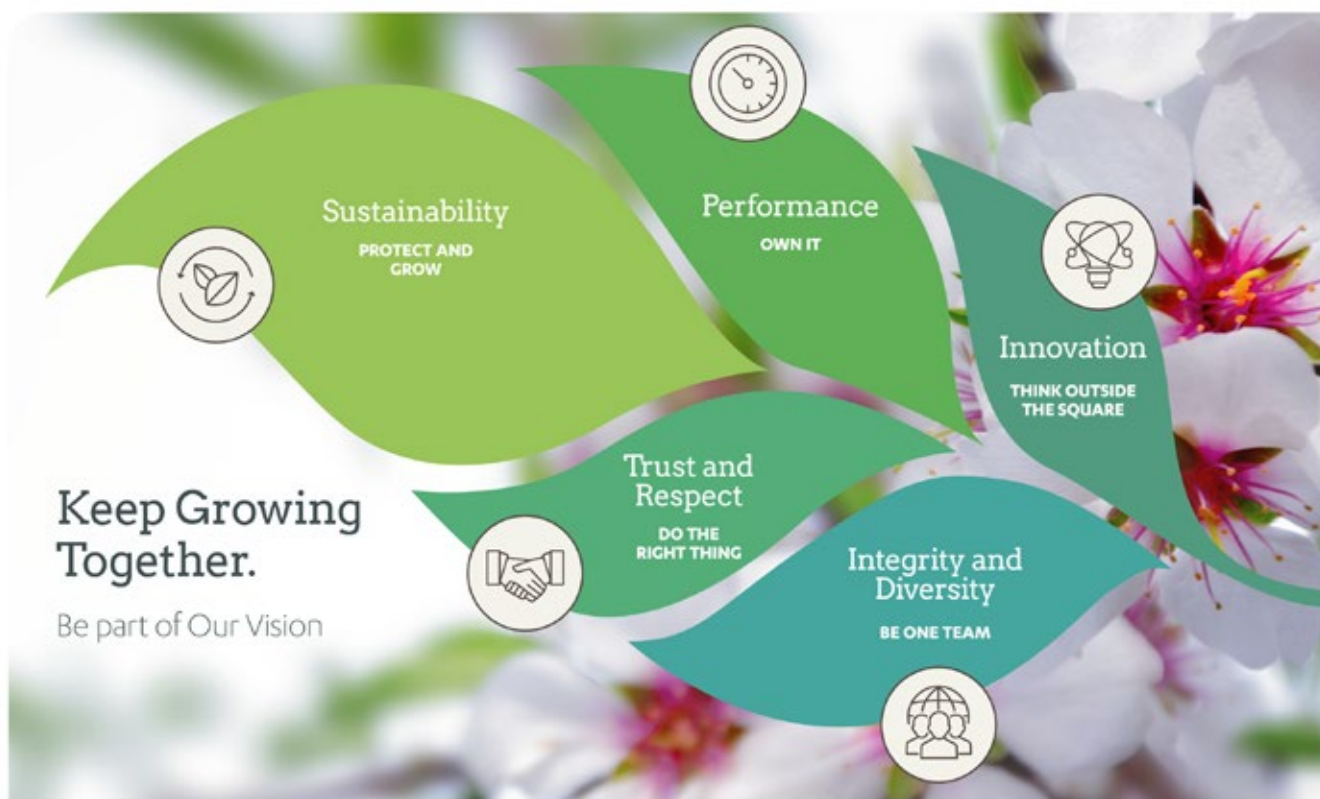 Sustainability
PROTECT AND
GROW
Performance
OWN IT
Innovation
THINK OUTSIDE
THE SQUARE
Trust and
Respect
DO THE
RIGHT THING
Integrity and
Diversity
BE ONE TEAM
Keep Growing
Together.
Be part of Our Vision